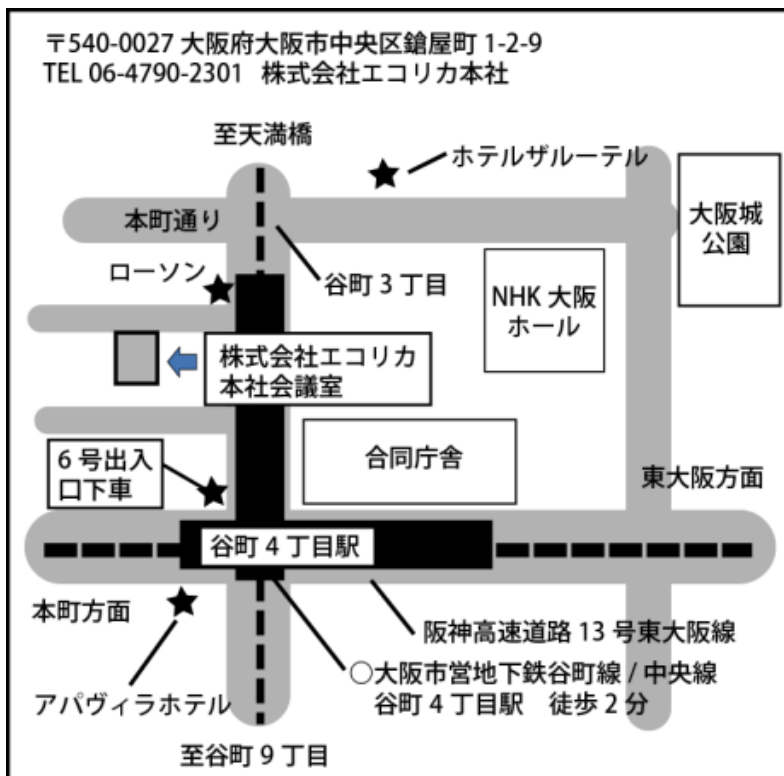 〒540-0027 大阪府大阪市中央区鎗屋町 1-2-9
TEL 06-4790-2301 株式会社エコリカ本社
至天満橋
ホテルザルーテル
本町通り
大阪城
公園
ローソン
谷町 3 丁目
NHK 大阪
ホール
株式会社エコリカ
本社会議室
6 号出入
口下車
合同庁舎
東大阪方面
谷町 4 丁目駅
本町方面
阪神高速道路 13 号東大阪線
○大阪市営地下鉄谷町線 / 中央線
谷町 4 丁目駅 徒歩 2 分
アパヴィラホテル
至谷町 9 丁目